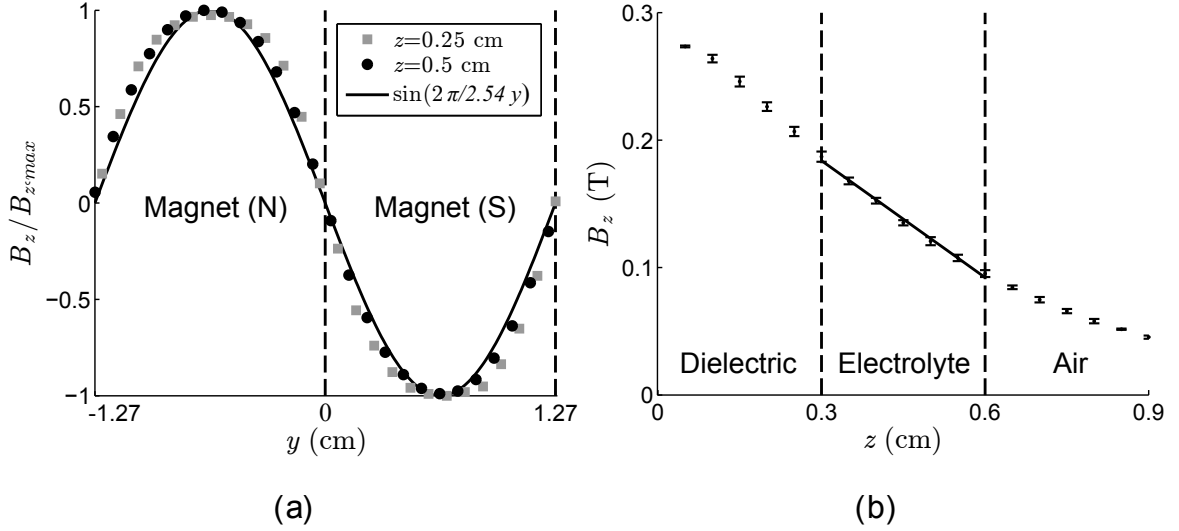 1
0.5
0
−0.5
−1
B_z/B_{z,max}
z=0.25 cm
z=0.5 cm
sin(2π/2.54 y)
Magnet (N)
Magnet (S)
-1.27
0
1.27
y (cm)
(a)
0.3
0.2
0.1
0
B_z (T)
Dielectric
Electrolyte
Air
0
0.3
0.6
0.9
z (cm)
(b)